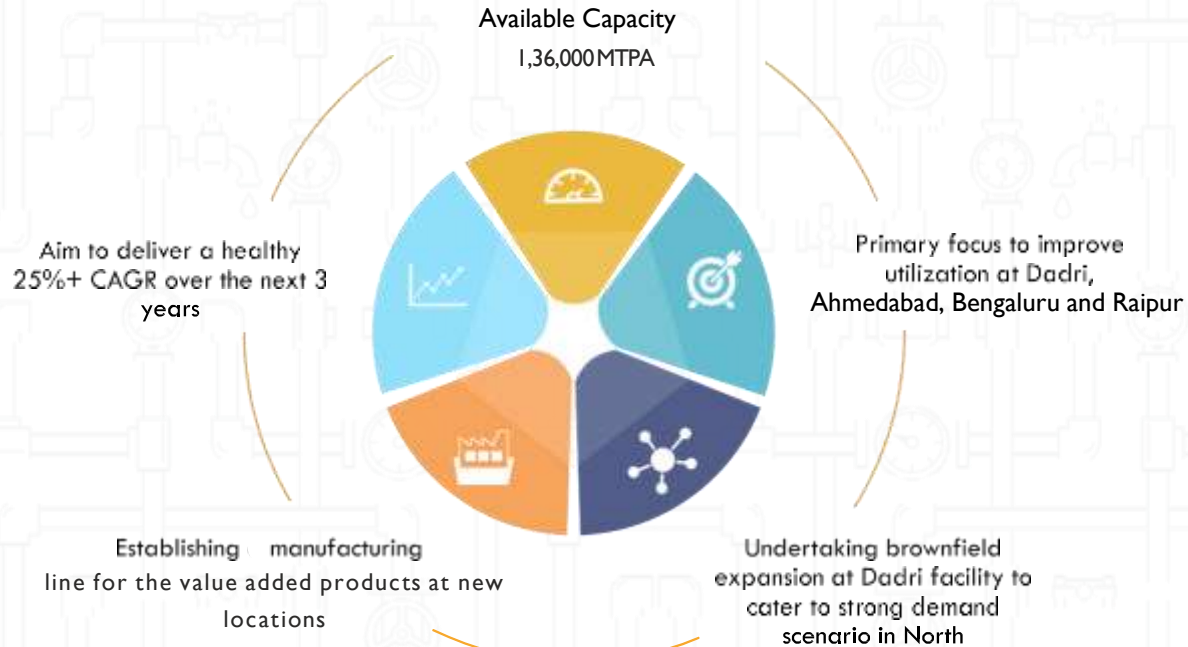 Available Capacity
1,36,000 MTPA
Aim to deliver a healthy
25%+ CAGR over the next 3
years
Primary focus to improve
utilization at Dadri,
Ahmedabad, Bengaluru and Raipur
Establishing manufacturing
line for the value added products at new
locations
Undertaking brownfield
expansion at Dadri facility to
cater to strong demand
scenario in North